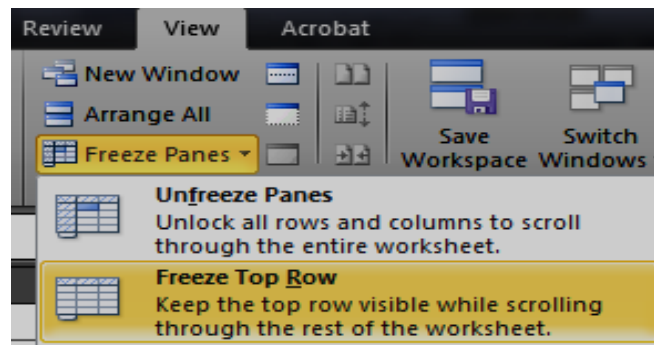 Review View Acrobat
New Window
Arrange All
Freeze Panes
Save Workspace
Switch Windows
Unfreeze Panes
Unlock all rows and columns to scroll
through the entire worksheet.
Freeze Top Row
Keep the top row visible while scrolling
through the rest of the worksheet.